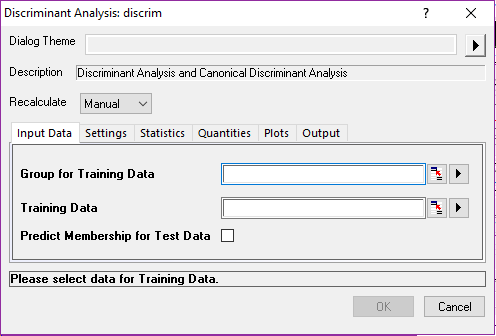 Discriminant Analysis: discrim ?
Dialog Theme
Description Discriminant Analysis and Canonical Discriminant Analysis
Recalculate Manual
Input Data Settings Statistics Quantities Plots Output
Group for Training Data
Training Data
Predict Membership for Test Data
Please select data for Training Data.
OK Cancel